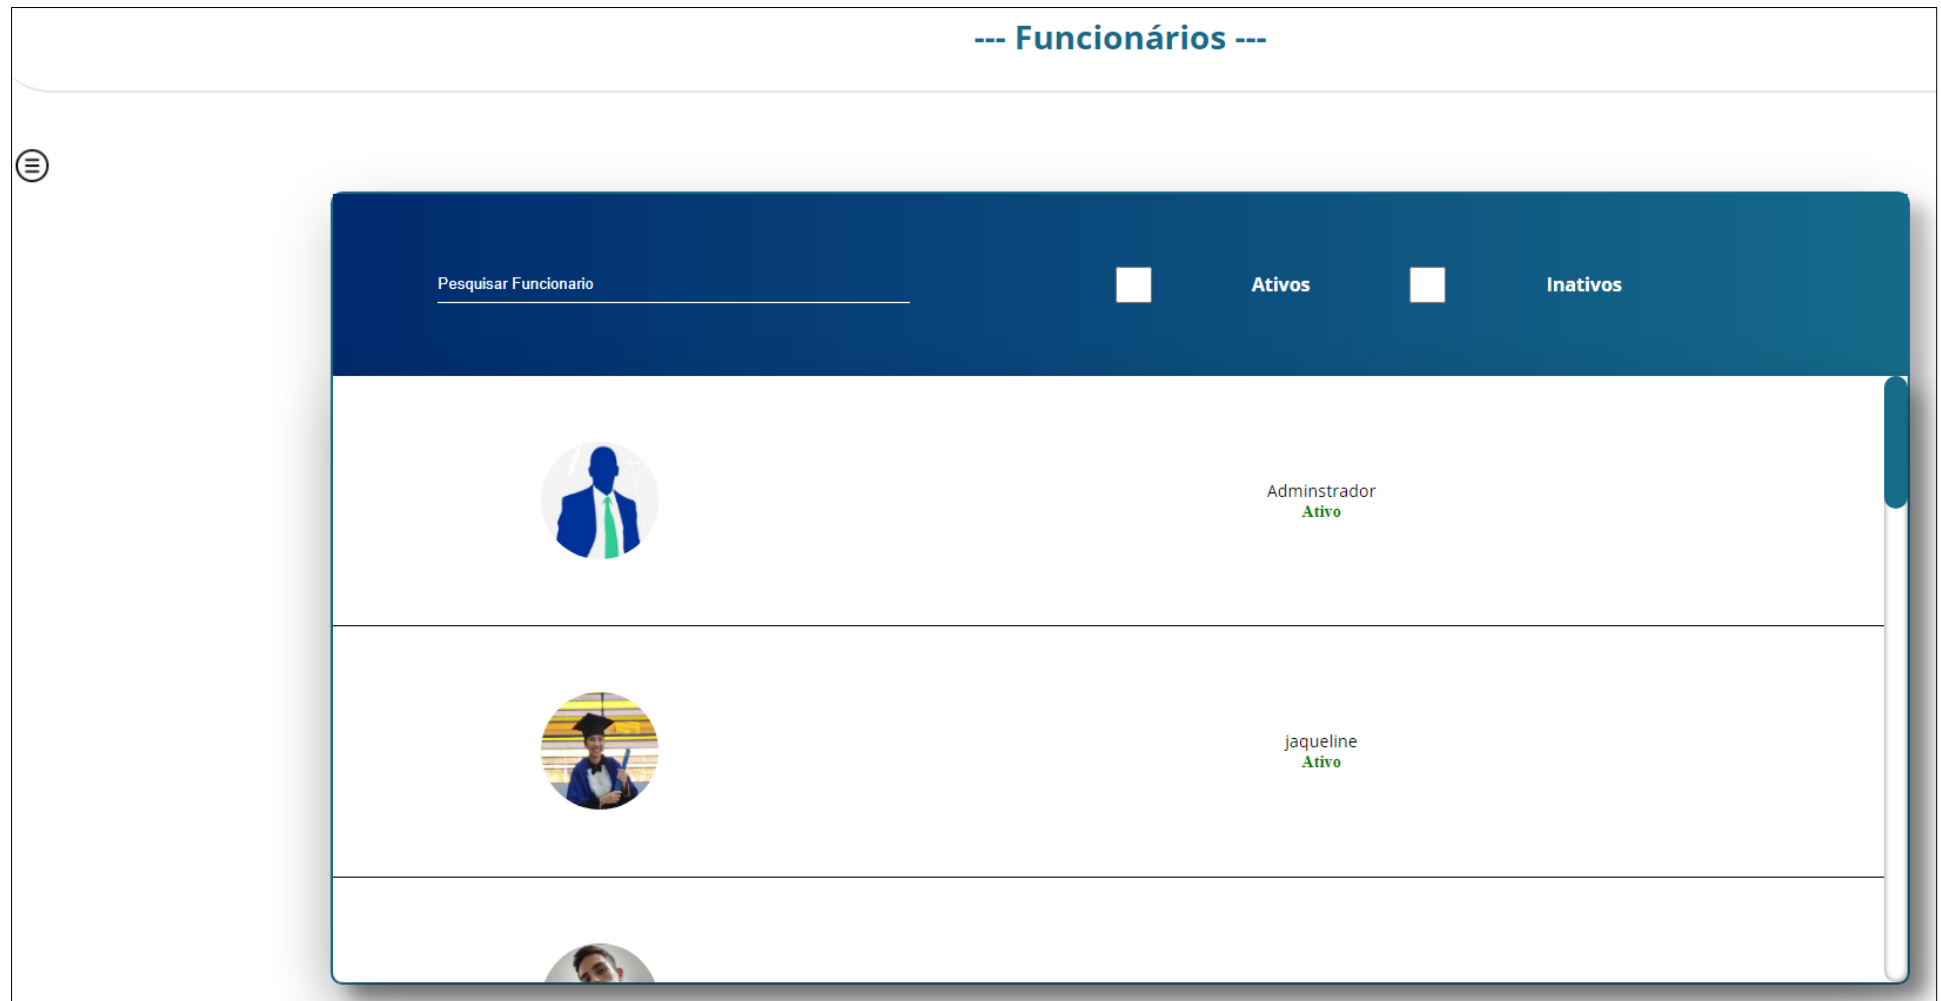 --- Funcionários ---
Pesquisar Funcionario
Ativos
Inativos
Adminstrador
Ativo
jaqueline
Ativo